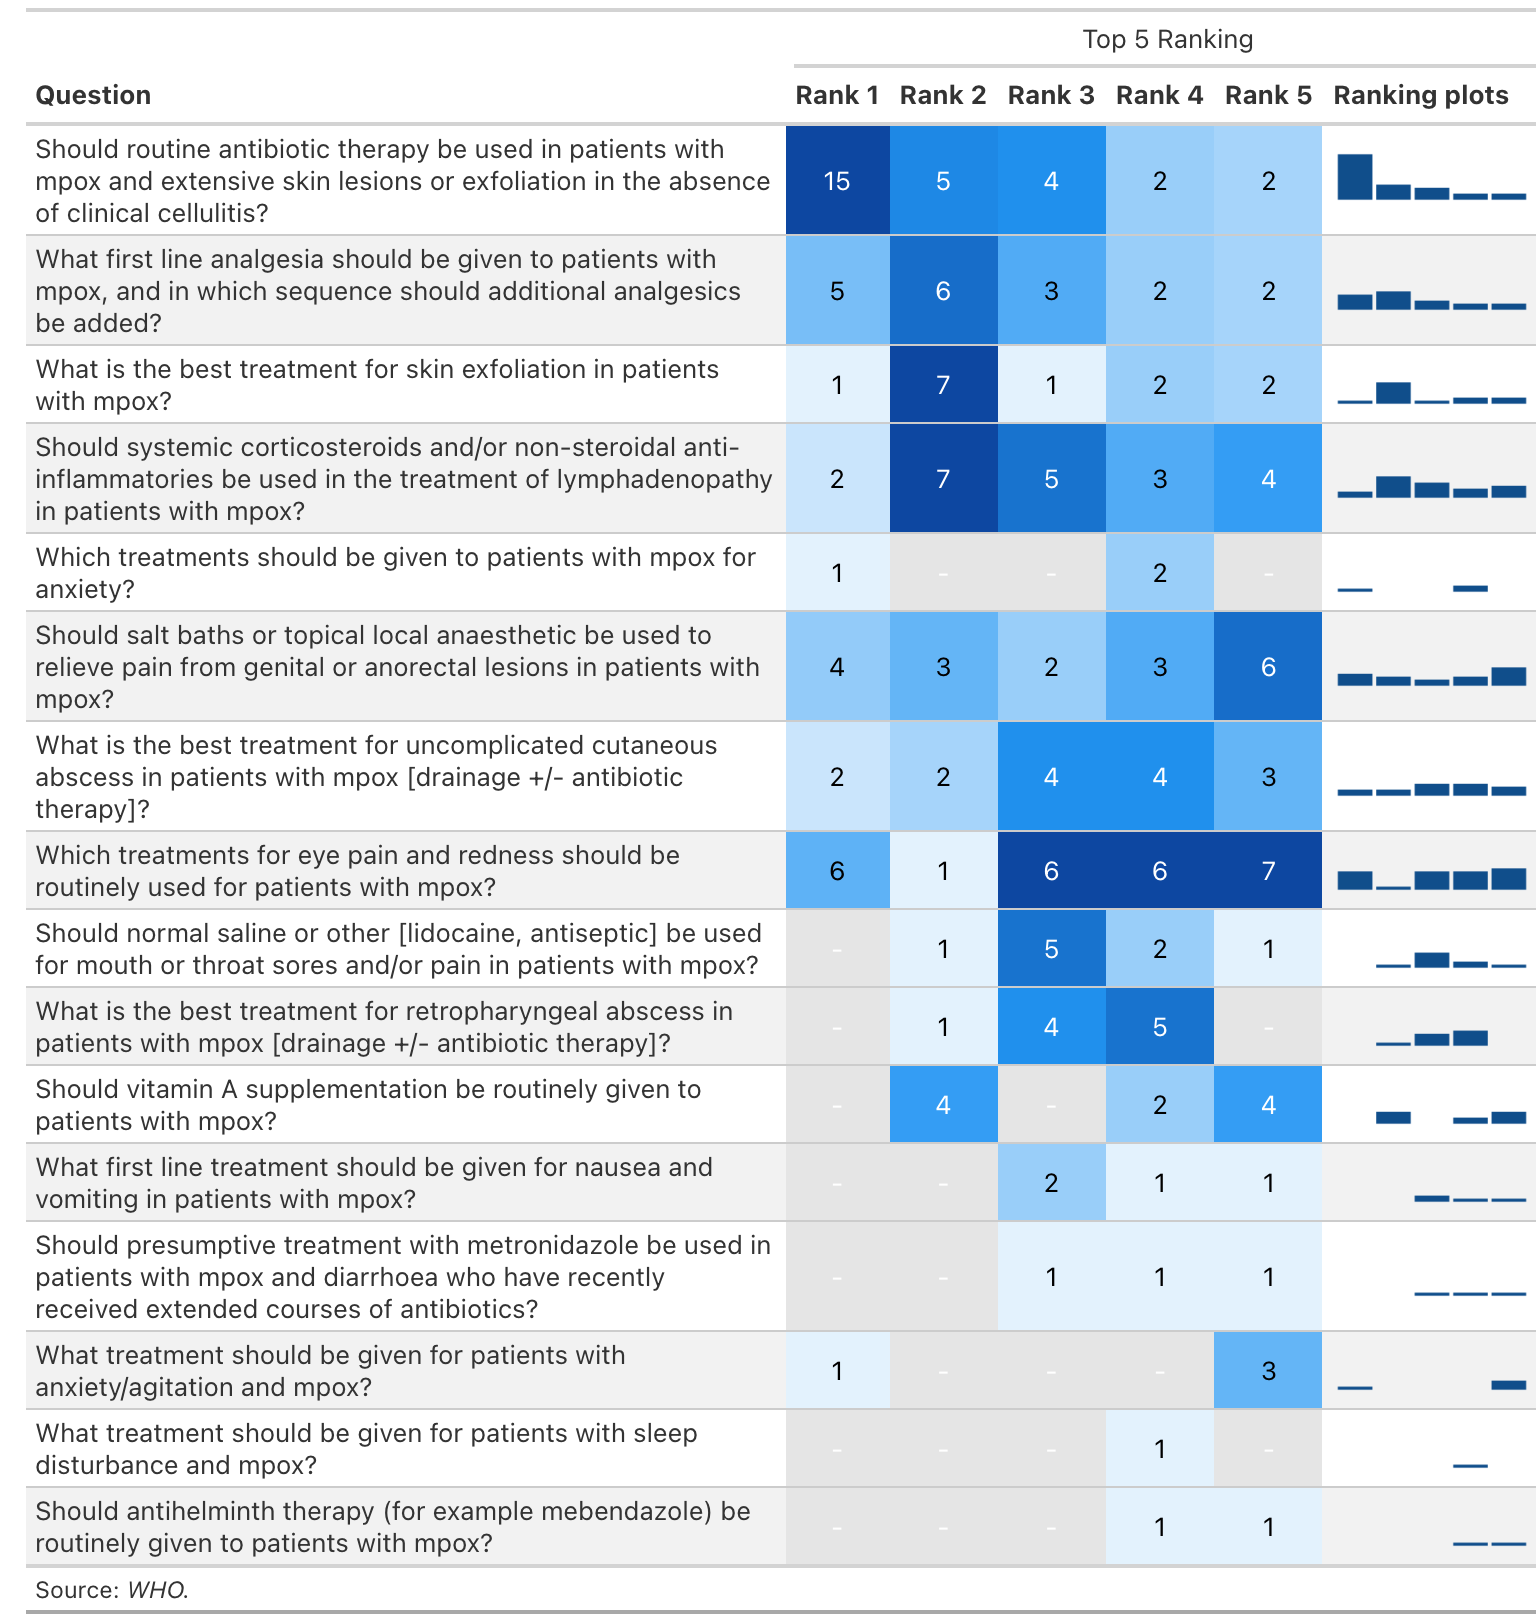 Top 5 Ranking
Question Rank 1 Rank 2 Rank 3 Rank 4 Rank 5 Ranking plots
Should routine antibiotic therapy be used in patients with
mpox and extensive skin lesions or exfoliation in the absence
of clinical cellulitis?
15 5 4 2 2
What first line analgesia should be given to patients with
mpox, and in which sequence should additional analgesics
be added?
5 6 3 2 2
What is the best treatment for skin exfoliation in patients
with mpox?
1 7 1 2 2
Should systemic corticosteroids and/or non-steroidal anti-
inflammatories be used in the treatment of lymphadenopathy
in patients with mpox?
2 7 5 3 4
Which treatments should be given to patients with mpox for
anxiety?
1 - - 2 -
Should salt baths or topical local anaesthetic be used to
relieve pain from genital or anorectal lesions in patients with
mpox?
4 3 2 3 6
What is the best treatment for uncomplicated cutaneous
abscess in patients with mpox [drainage +/- antibiotic
therapy]?
2 2 4 4 3
Which treatments for eye pain and redness should be
routinely used for patients with mpox?
6 1 6 6 7
Should normal saline or other [lidocaine, antiseptic] be used
for mouth or throat sores and/or pain in patients with mpox?
- 1 5 2 1
What is the best treatment for retropharyngeal abscess in
patients with mpox [drainage +/- antibiotic therapy]?
- 1 4 5 -
Should vitamin A supplementation be routinely given to
patients with mpox?
- 4 - 2 4
What first line treatment should be given for nausea and
vomiting in patients with mpox?
- - 2 1 1
Should presumptive treatment with metronidazole be used in
patients with mpox and diarrhoea who have recently
received extended courses of antibiotics?
- - 1 1 1
What treatment should be given for patients with
anxiety/agitation and mpox?
1 - - - 3
What treatment should be given for patients with sleep
disturbance and mpox?
- - - 1 -
Should antihelminth therapy (for example mebendazole) be
routinely given to patients with mpox?
- - - 1 1
Source: WHO.